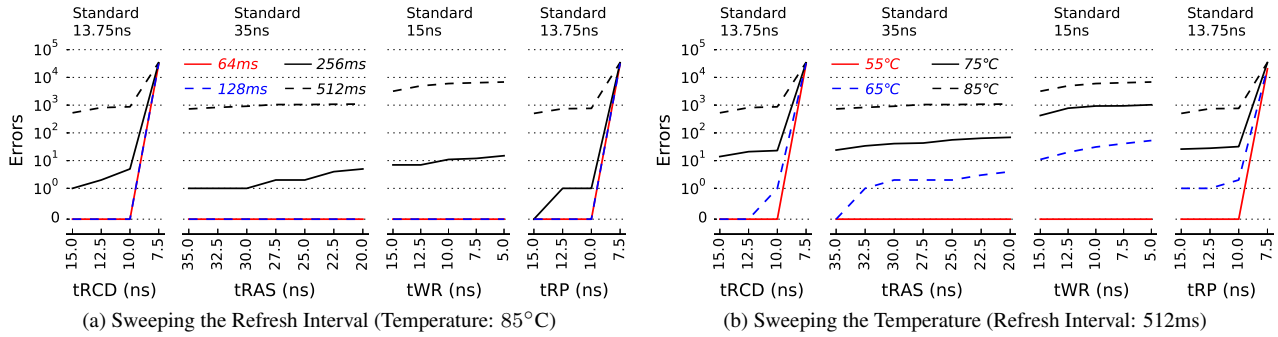 Standard 13.75ns
Standard 35ns
Standard 15ns
Standard 13.75ns
Errors
10^5
10^4
10^3
10^2
10^1
10^0
0
64ms
128ms
256ms
512ms
15.0 12.5 10.0 7.5
35.0 32.5 30.0 27.5 25.0 22.5 20.0
15.0 12.5 10.0 7.5 5.0
15.0 12.5 10.0 7.5
tRCD (ns) tRAS (ns) tWR (ns) tRP (ns)
(a) Sweeping the Refresh Interval (Temperature: 85°C)
Standard 13.75ns
Standard 35ns
Standard 15ns
Standard 13.75ns
Errors
10^5
10^4
10^3
10^2
10^1
10^0
0
55°C
65°C
75°C
85°C
15.0 12.5 10.0 7.5
35.0 32.5 30.0 27.5 25.0 22.5 20.0
15.0 12.5 10.0 7.5 5.0
15.0 12.5 10.0 7.5
tRCD (ns) tRAS (ns) tWR (ns) tRP (ns)
(b) Sweeping the Temperature (Refresh Interval: 512ms)